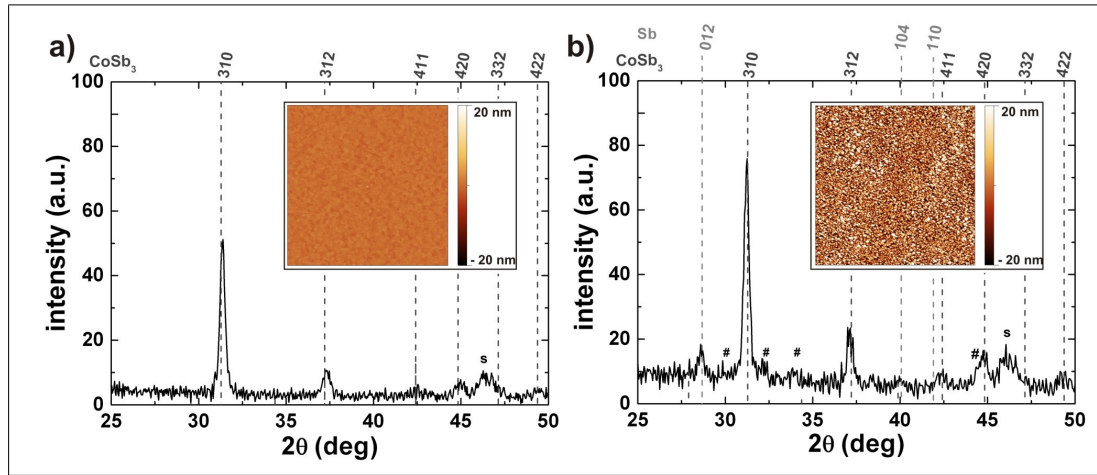 a)
CoSb3
310
312
411
420
332
422
100
80
60
40
20
0
intensity (a.u.)
20 nm
- 20 nm
s
25 30 35 40 45 50
2θ (deg)
b)
Sb
012
104
110
CoSb3
310
312
411
420
332
422
100
80
60
40
20
0
intensity (a.u.)
20 nm
- 20 nm
# # # # s
25 30 35 40 45 50
2θ (deg)